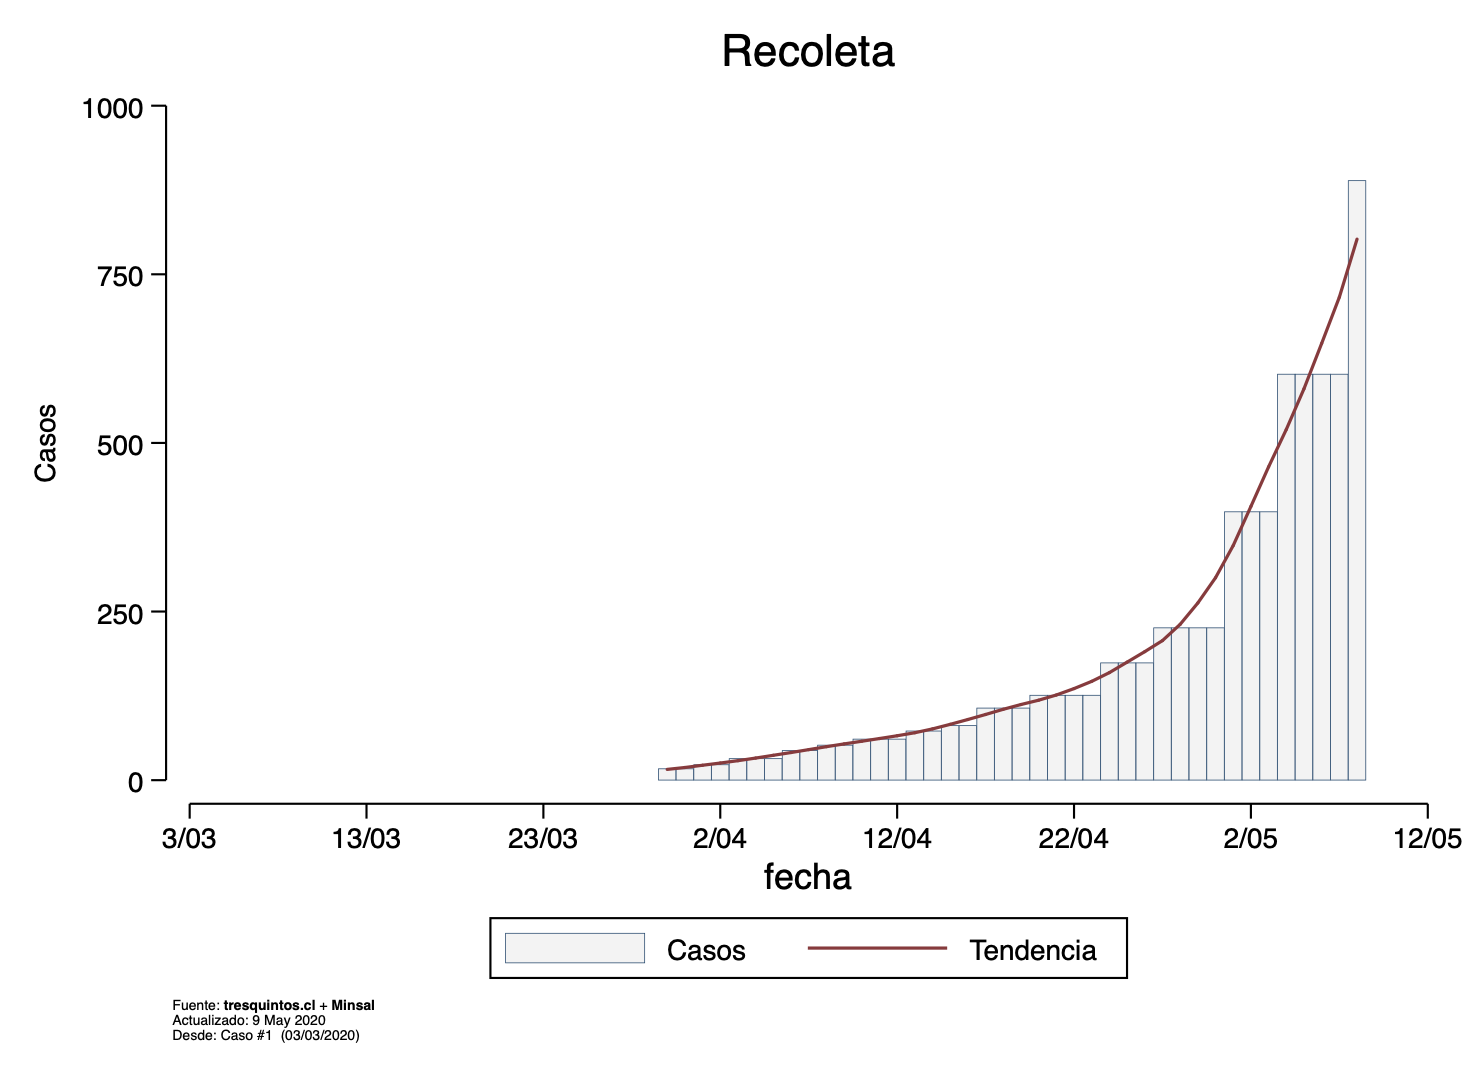 Recoleta
1000
750
500
250
0
Casos
3/03 13/03 23/03 2/04 12/04 22/04 2/05 12/05
fecha
Casos Tendencia
Fuente: tresquintos.cl + Minsal
Actualizado: 9 May 2020
Desde: Caso #1 (03/03/2020)